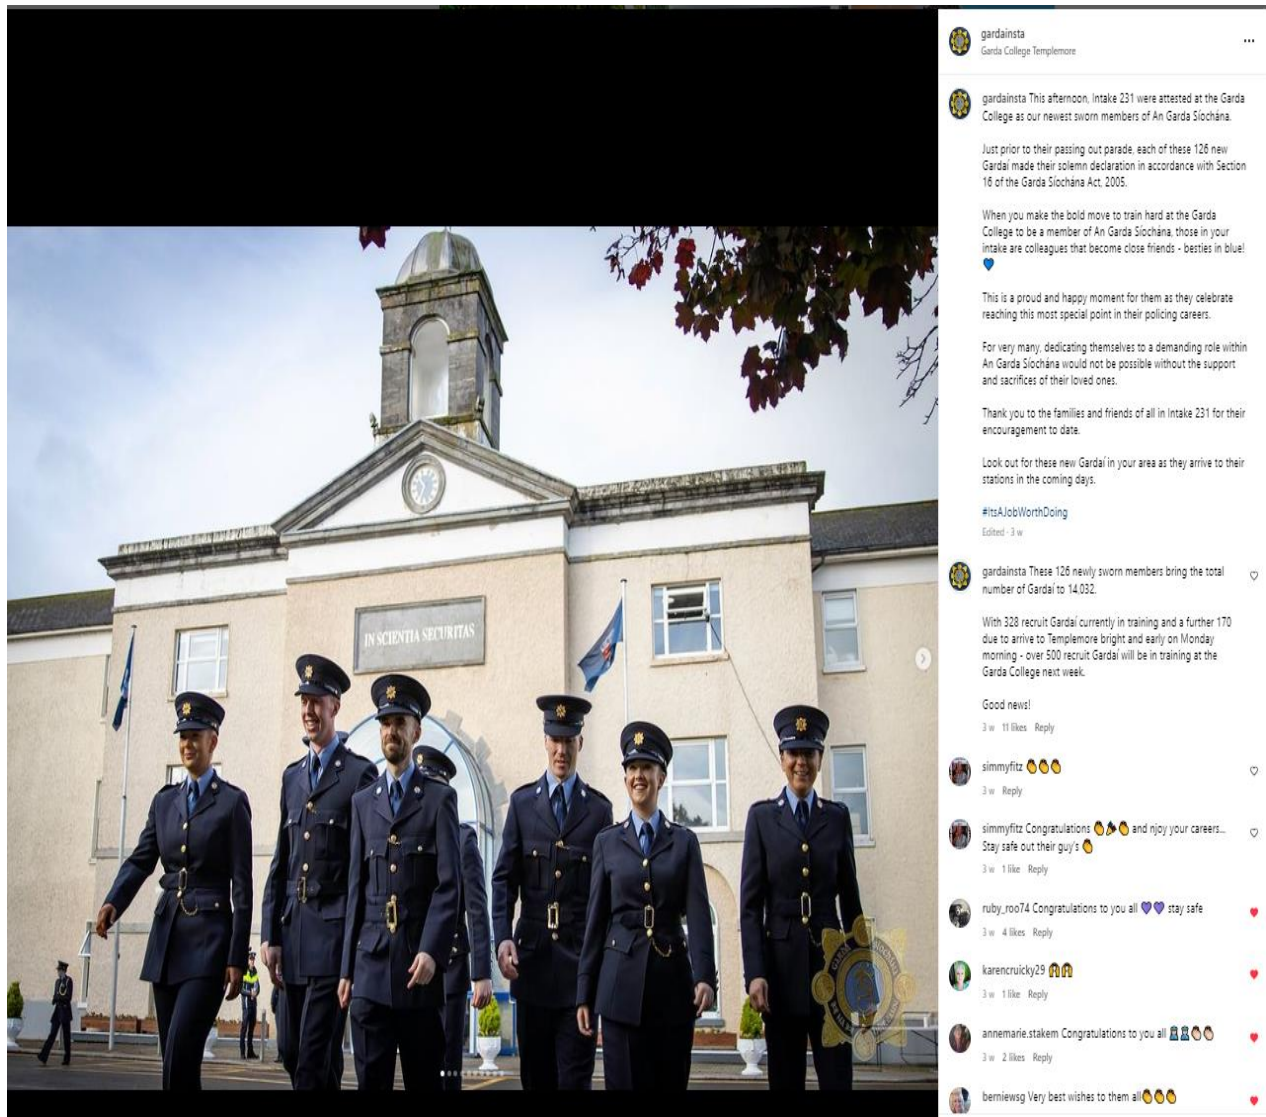 IN SCIENTIA SECURITAS
gardainsta
Garda College Templemore
gardainsta This afternoon, Intake 231 were attested at the Garda
College as our newest sworn members of An Garda Síochána.
Just prior to their passing out parade, each of these 126 new
Gardaí made their solemn declaration in accordance with Section
16 of the Garda Síochána Act, 2005.
When you make the bold move to train hard at the Garda
College to be a member of An Garda Síochána, those in your
intake are colleagues that become close friends - besties in blue!
💙
This is a proud and happy moment for them as they celebrate
reaching this most special point in their policing careers.
For very many, dedicating themselves to a demanding role within
An Garda Síochána would not be possible without the support
and sacrifices of their loved ones.
Thank you to the families and friends of all in Intake 231 for their
encouragement to date.
Look out for these new Gardaí in your area as they arrive to their
stations in the coming days.
#ItsAJobWorthDoing
Edited · 3 w
gardainsta These 126 newly sworn members bring the total
number of Gardaí to 14,032.
With 328 recruit Gardaí currently in training and a further 170
due to arrive to Templemore bright and early on Monday
morning - over 500 recruit Gardaí will be in training at the
Garda College next week.
Good news!
3 w 11 likes Reply
simmyfitz 👏👏👏
3 w Reply
simmyfitz Congratulations 👏🎉👏 and njoy your careers...
Stay safe out their guy's 👏
3 w 1 like Reply
ruby_roo74 Congratulations to you all 💜💜 stay safe
3 w 4 likes Reply
karencruicky29
3 w 1 like Reply
annemarie.stakem Congratulations to you all
3 w 2 likes Reply
berniewsg Very best wishes to them all👏👏👏